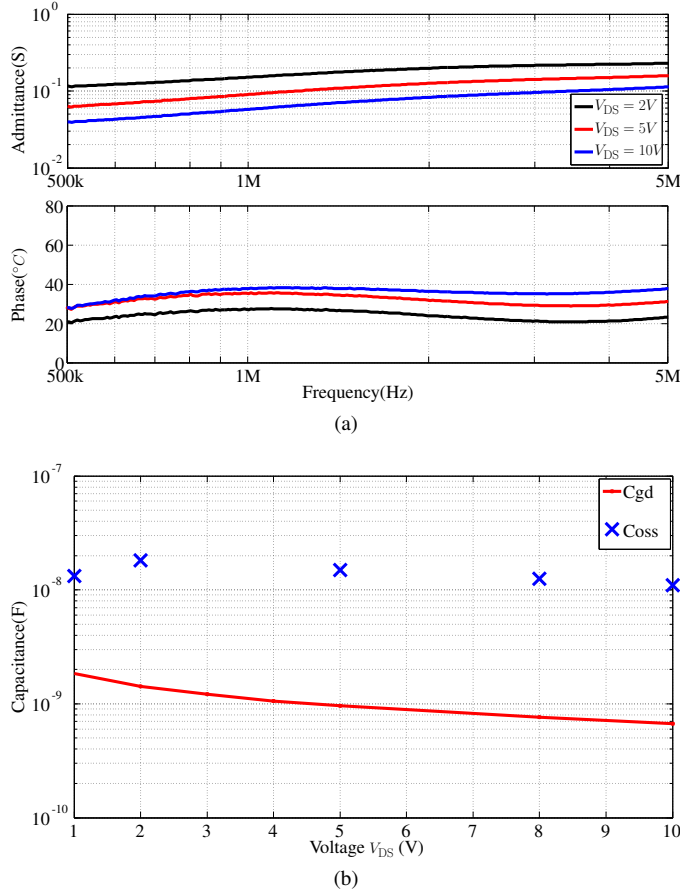 10^0
10^-1
10^-2
Admittance(S)
V_DS = 2V
V_DS = 5V
V_DS = 10V
500k 1M 5M
80
60
40
20
0
Phase(°C)
500k 1M 5M
Frequency(Hz)
(a)
10^-7
10^-8
10^-9
10^-10
Capacitance(F)
Cgd
Coss
1 2 3 4 5 6 7 8 9 10
Voltage V_DS (V)
(b)